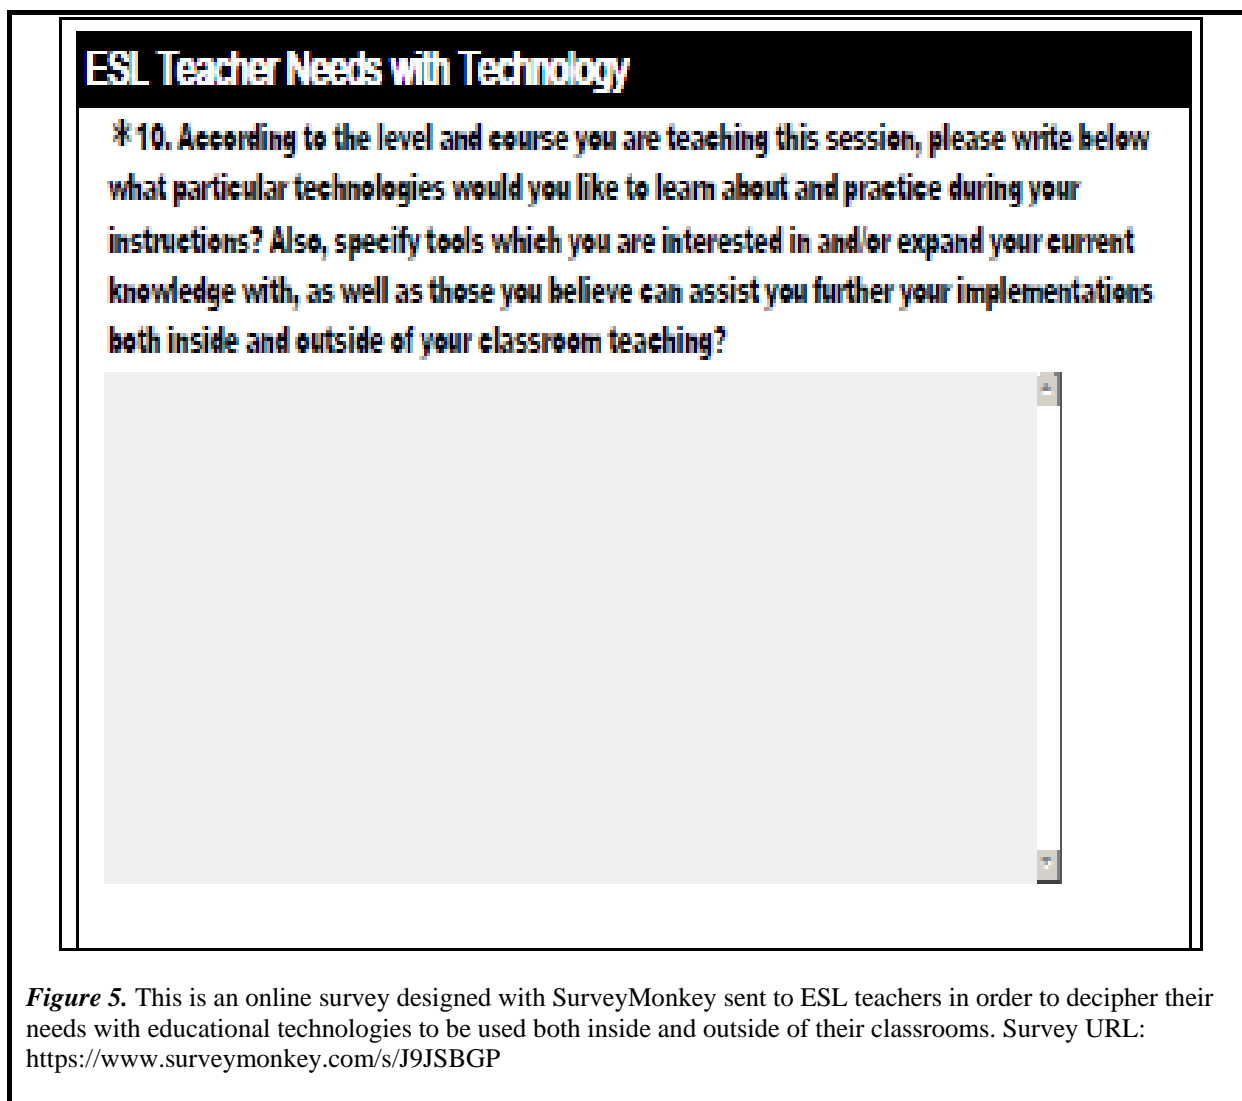 ESL Teacher Needs with Technology
*10. According to the level and course you are teaching this session, please write below
what particular technologies would you like to learn about and practice during your
instructions? Also, specify tools which you are interested in and/or expand your current
knowledge with, as well as those you believe can assist you further your implementations
both inside and outside of your classroom teaching?
Figure 5. This is an online survey designed with SurveyMonkey sent to ESL teachers in order to decipher their
needs with educational technologies to be used both inside and outside of their classrooms. Survey URL:
https://www.surveymonkey.com/s/J9JSBGP